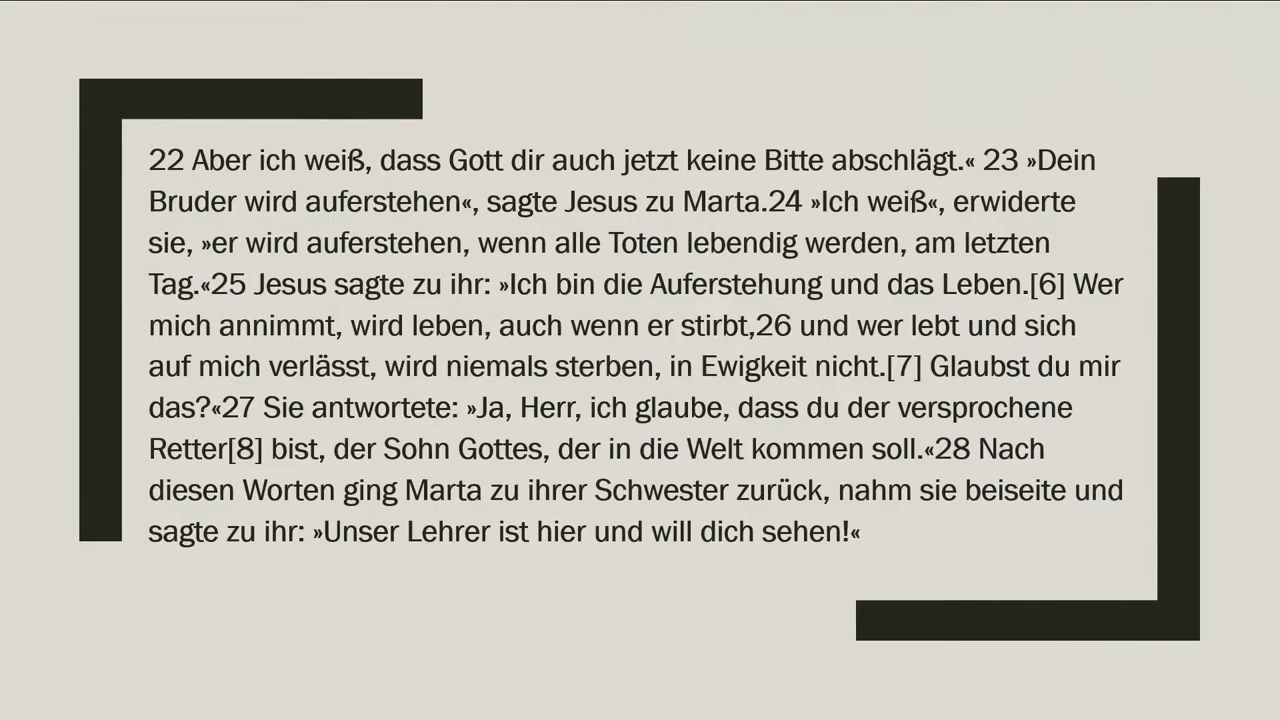 22 Aber ich weiß, dass Gott dir auch jetzt keine Bitte abschlägt.« 23 »Dein
Bruder wird auferstehen«, sagte Jesus zu Marta.24 »Ich weiß«, erwiderte
sie, »er wird auferstehen, wenn alle Toten lebendig werden, am letzten
Tag.«25 Jesus sagte zu ihr: »Ich bin die Auferstehung und das Leben.[6] Wer
mich annimmt, wird leben, auch wenn er stirbt,26 und wer lebt und sich
auf mich verlässt, wird niemals sterben, in Ewigkeit nicht.[7] Glaubst du mir
das?«27 Sie antwortete: »Ja, Herr, ich glaube, dass du der versprochene
Retter[8] bist, der Sohn Gottes, der in die Welt kommen soll.«28 Nach
diesen Worten ging Marta zu ihrer Schwester zurück, nahm sie beiseite und
sagte zu ihr: »Unser Lehrer ist hier und will dich sehen!«